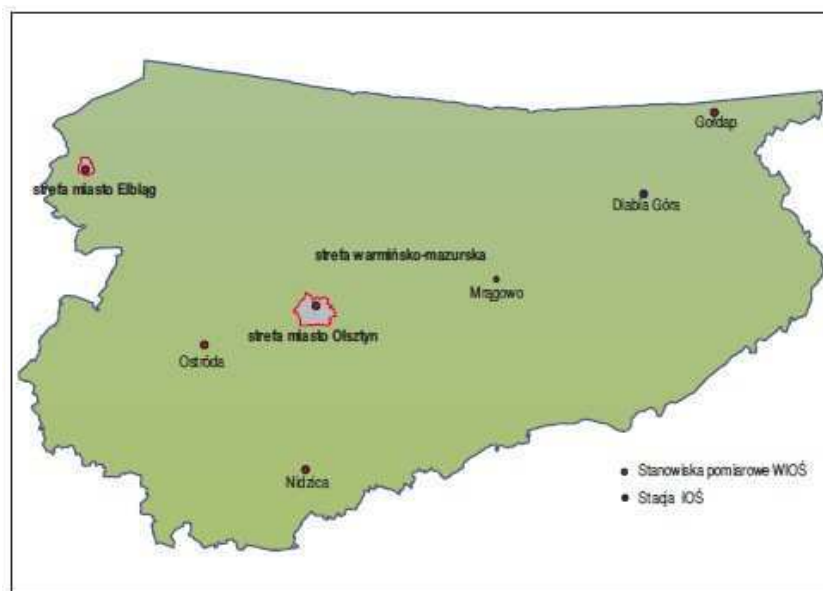 Gołdap
strefa miasto Elbląg
Diabla Góra
strefa warmińsko-mazurska
Mrągowo
strefa miasto Olsztyn
Ostróda
Nidzica
Stanowiska pomiarowe WIOŚ
Stacja IOŚ